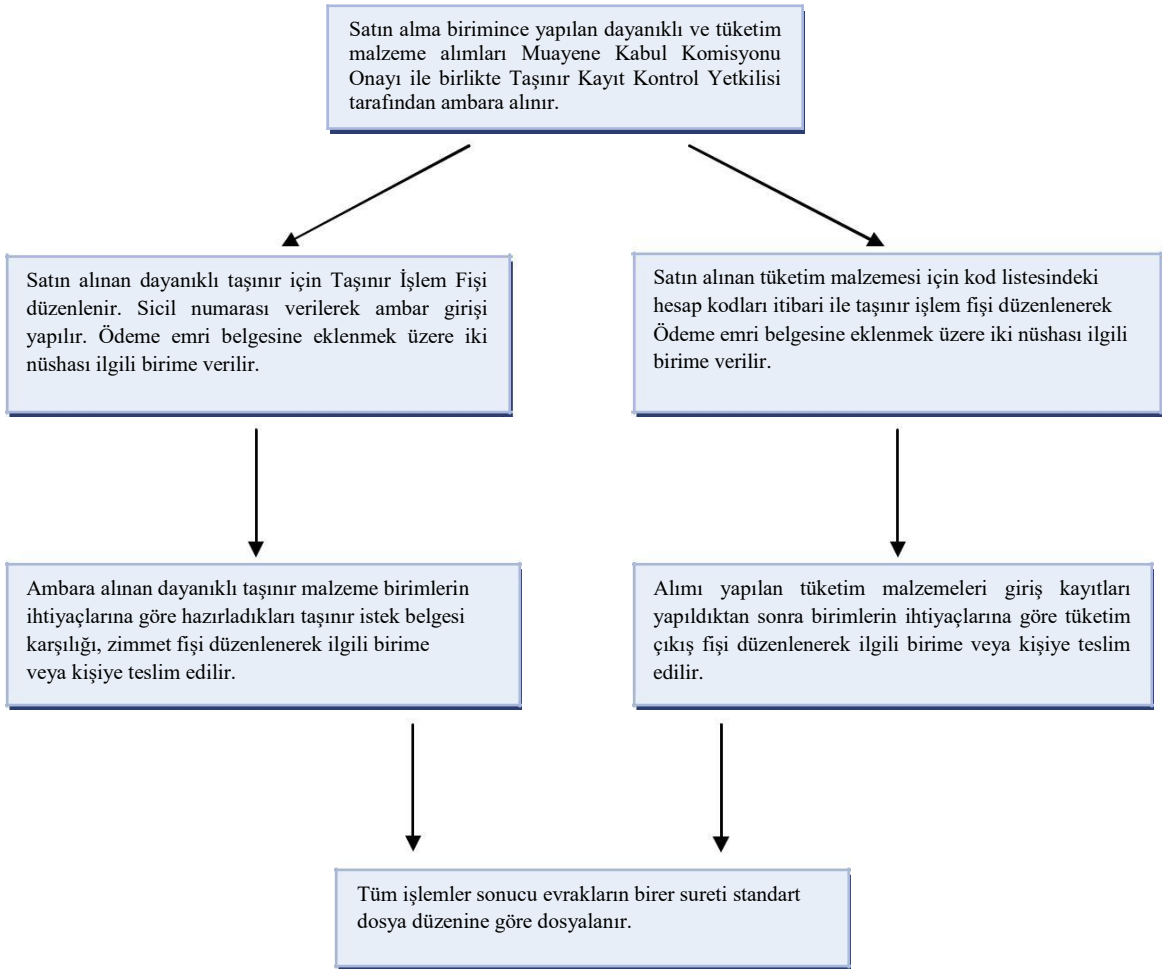 Satın alma birimince yapılan dayanıklı ve tüketim
malzeme alımları Muayene Kabul Komisyonu
Onayı ile birlikte Taşınır Kayıt Kontrol Yetkilisi
tarafından ambara alınır.
Satın alınan dayanıklı taşınır için Taşınır İşlem Fişi
düzenlenir. Sicil numarası verilerek ambar girişi
yapılır. Ödeme emri belgesine eklenmek üzere iki
nüshası ilgili birime verilir.
Satın alınan tüketim malzemesi için kod listesindeki
hesap kodları itibari ile taşınır işlem fişi düzenlenerek
Ödeme emri belgesine eklenmek üzere iki nüshası ilgili
birime verilir.
Ambara alınan dayanıklı taşınır malzeme birimlerin
ihtiyaçlarına göre hazırladıkları taşınır istek belgesi
karşılığı, zimmet fişi düzenlenerek ilgili birime
veya kişiye teslim edilir.
Alımı yapılan tüketim malzemeleri giriş kayıtları
yapıldıktan sonra birimlerin ihtiyaçlarına göre tüketim
çıkış fişi düzenlenerek ilgili birime veya kişiye teslim
edilir.
Tüm işlemler sonucu evrakların birer sureti standart
dosya düzenine göre dosyalanır.